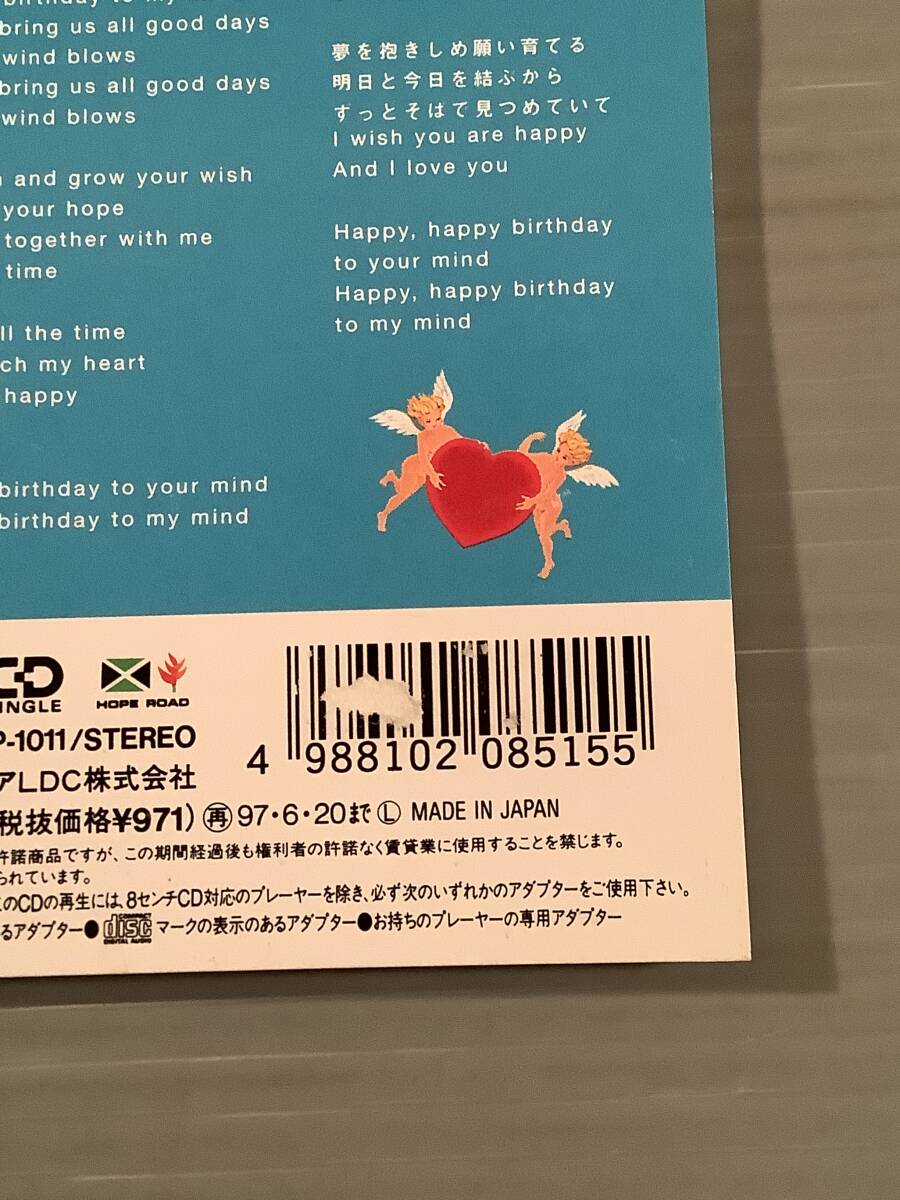 birthday to my
bring us all good days
wind blows
bring us all good days
wind blows
and grow your wish
your hope
together with me
time
ll the time
ch my heart
happy
birthday to your mind
birthday to my mind
夢を抱きしめ願い育てる
明日と今日を結ぶから
ずっとそばで見つめていて
I wish you are happy
And I love you
Happy, happy birthday
to your mind
Happy, happy birthday
to my mind
CD
INGLE
HOPE ROAD
P-1011/STEREO
アLDC株式会社
税抜価格¥971) 再 97・6・20まで Ⓛ MADE IN JAPAN
4 988102 085155
許諾商品ですが、この期間経過後も権利者の許諾なく賃貸業に使用することを禁じます。
られています。
このCDの再生には、8センチCD対応のプレーヤーを除き、必ず次のいずれかのアダプターをご使用下さい。
るアダプター●COMPACT disc DIGITAL AUDIO マークの表示のあるアダプター●お持ちのプレーヤーの専用アダプター